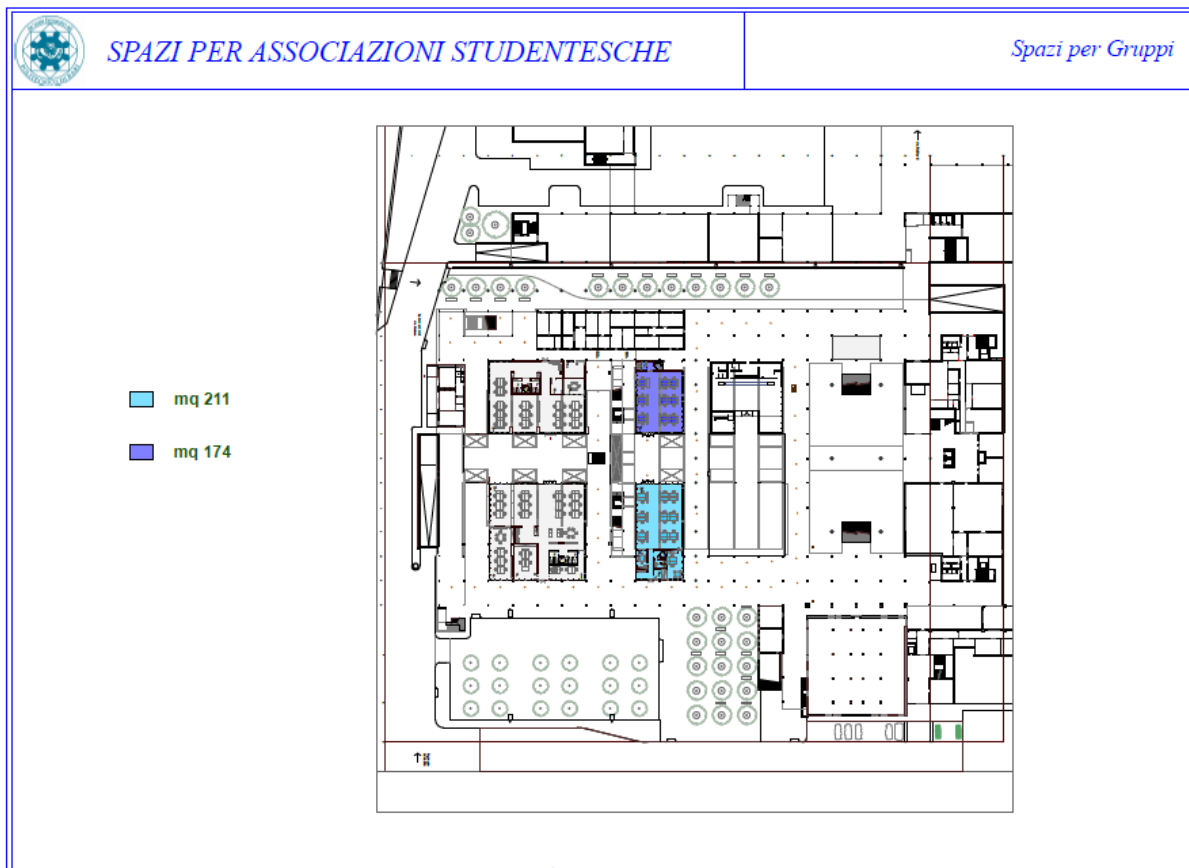 SPAZI PER ASSOCIAZIONI STUDENTESCHE
Spazi per Gruppi
mq 211
mq 174